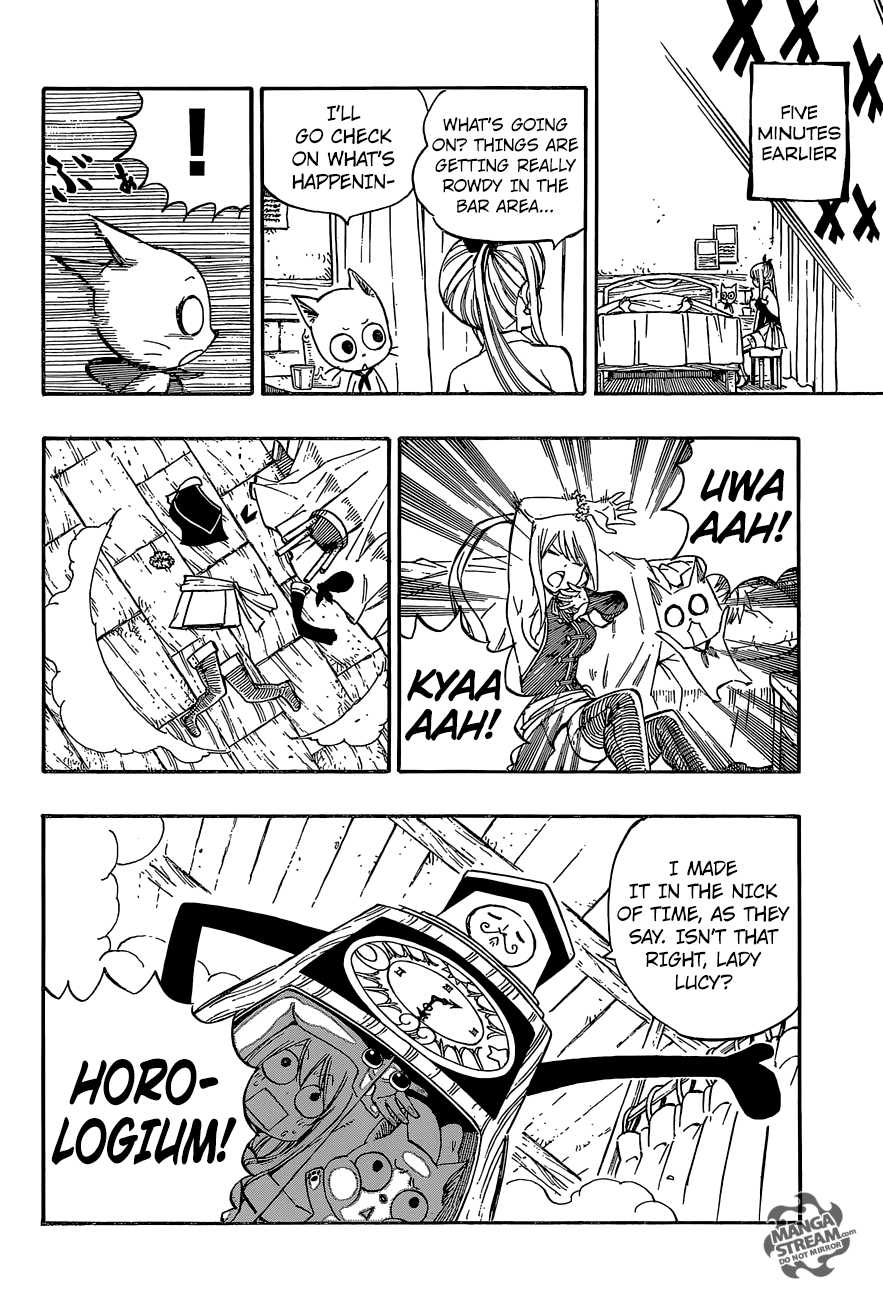 FIVE
MINUTES
EARLIER
WHAT'S GOING
ON? THINGS ARE
GETTING REALLY
ROWDY IN THE
BAR AREA...
I'LL
GO CHECK
ON WHAT'S
HAPPENIN-
!
UWA
AAH!
KYAA
AAH!
I MADE
IT IN THE NICK
OF TIME, AS THEY
SAY. ISN'T THAT
RIGHT, LADY
LUCY?
HORO-
LOGIUM!
MANGA
STREAM.com
DO NOT MIRROR